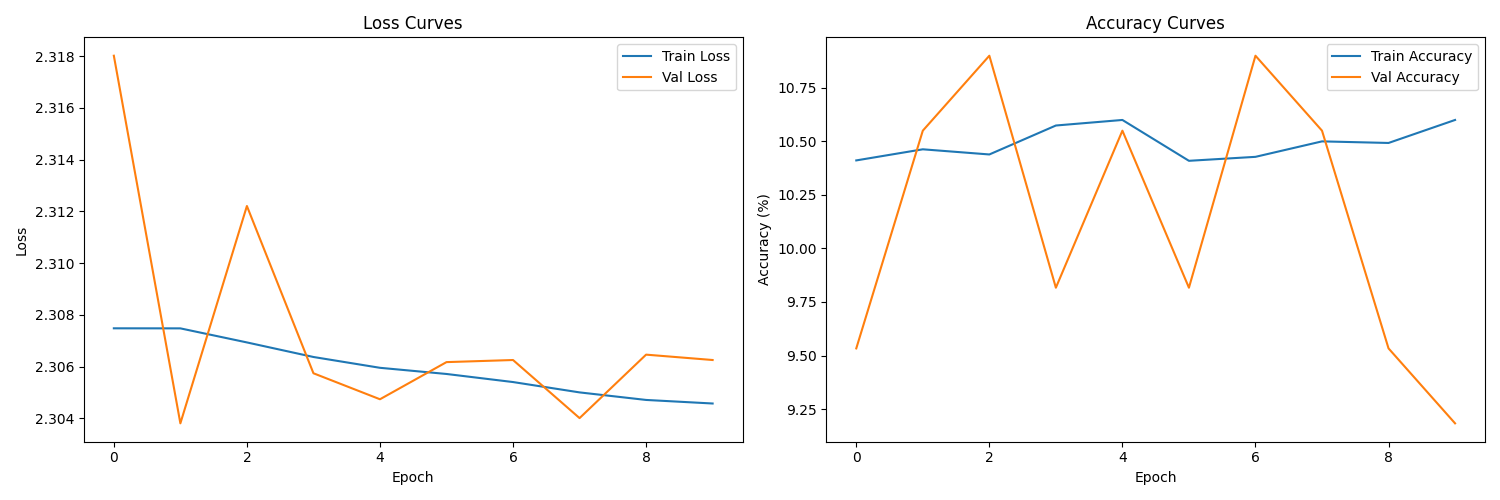 Loss Curves
Train Loss
Val Loss
2.318
2.316
2.314
2.312
2.310
2.308
2.306
2.304
Loss
0 2 4 6 8
Epoch
Accuracy Curves
Train Accuracy
Val Accuracy
10.75
10.50
10.25
10.00
9.75
9.50
9.25
Accuracy (%)
0 2 4 6 8
Epoch